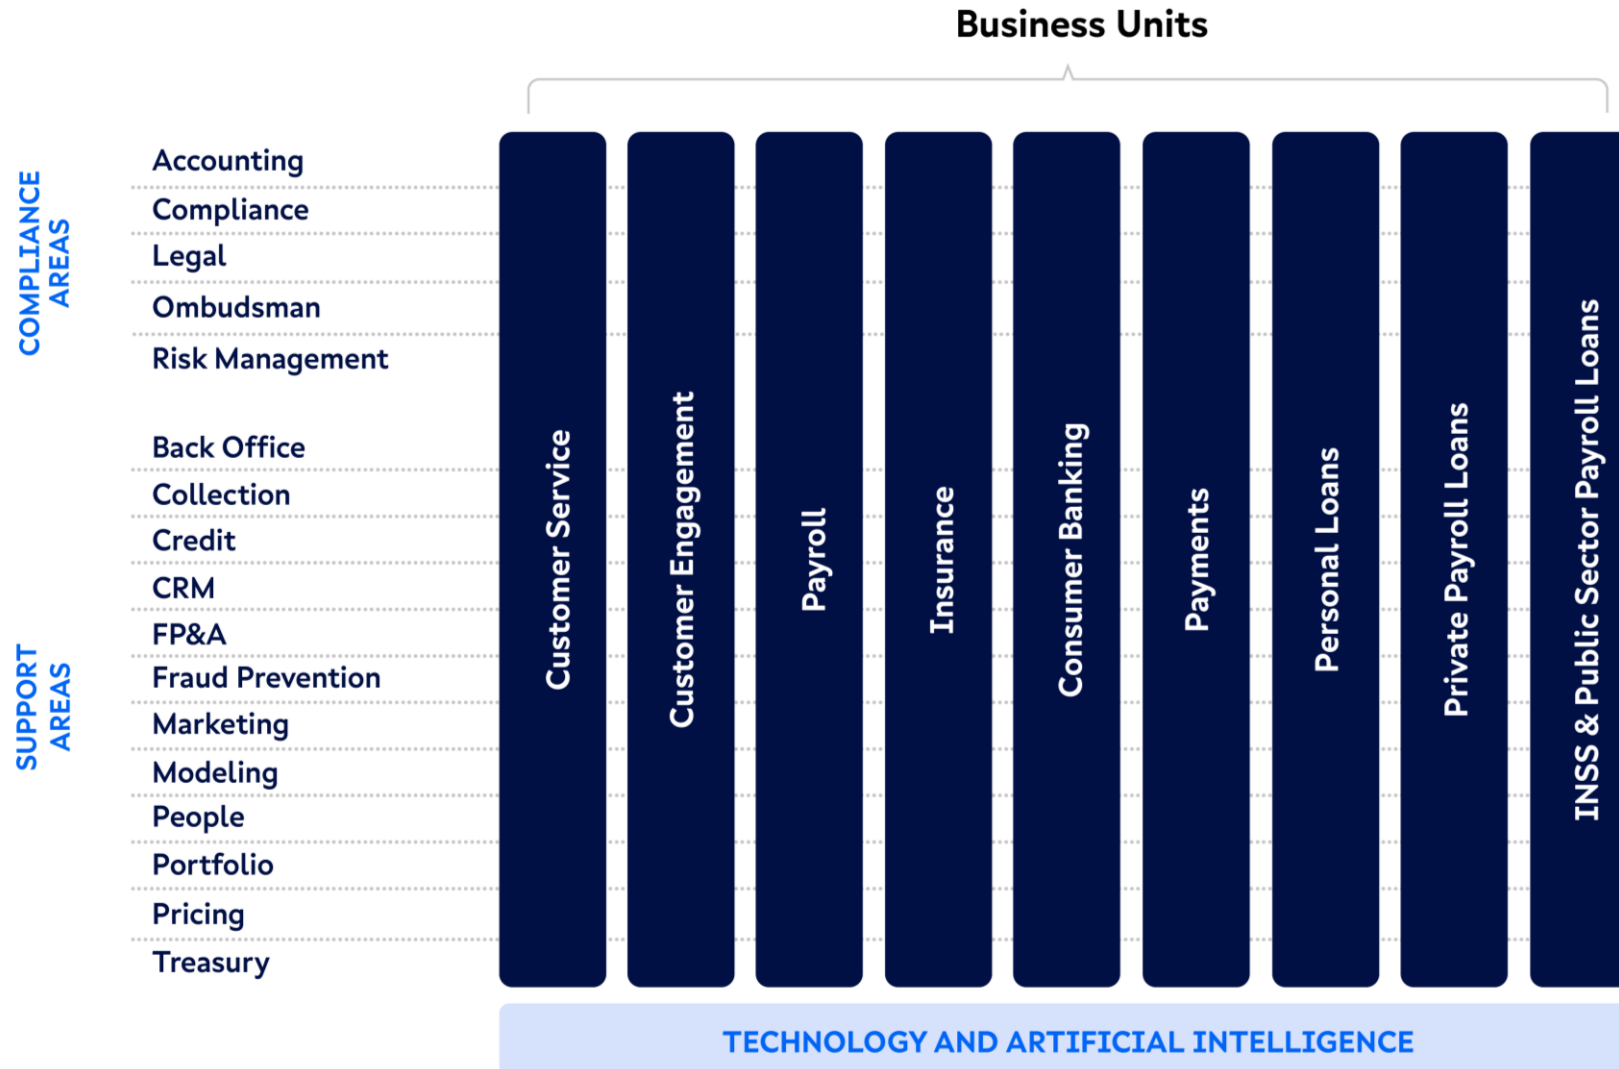 Business Units
COMPLIANCE
AREAS
Accounting
Compliance
Legal
Ombudsman
Risk Management
SUPPORT
AREAS
Back Office
Collection
Credit
CRM
FP&A
Fraud Prevention
Marketing
Modeling
People
Portfolio
Pricing
Treasury
Customer Service
Customer Engagement
Payroll
Insurance
Consumer Banking
Payments
Personal Loans
Private Payroll Loans
INSS & Public Sector Payroll Loans
TECHNOLOGY AND ARTIFICIAL INTELLIGENCE